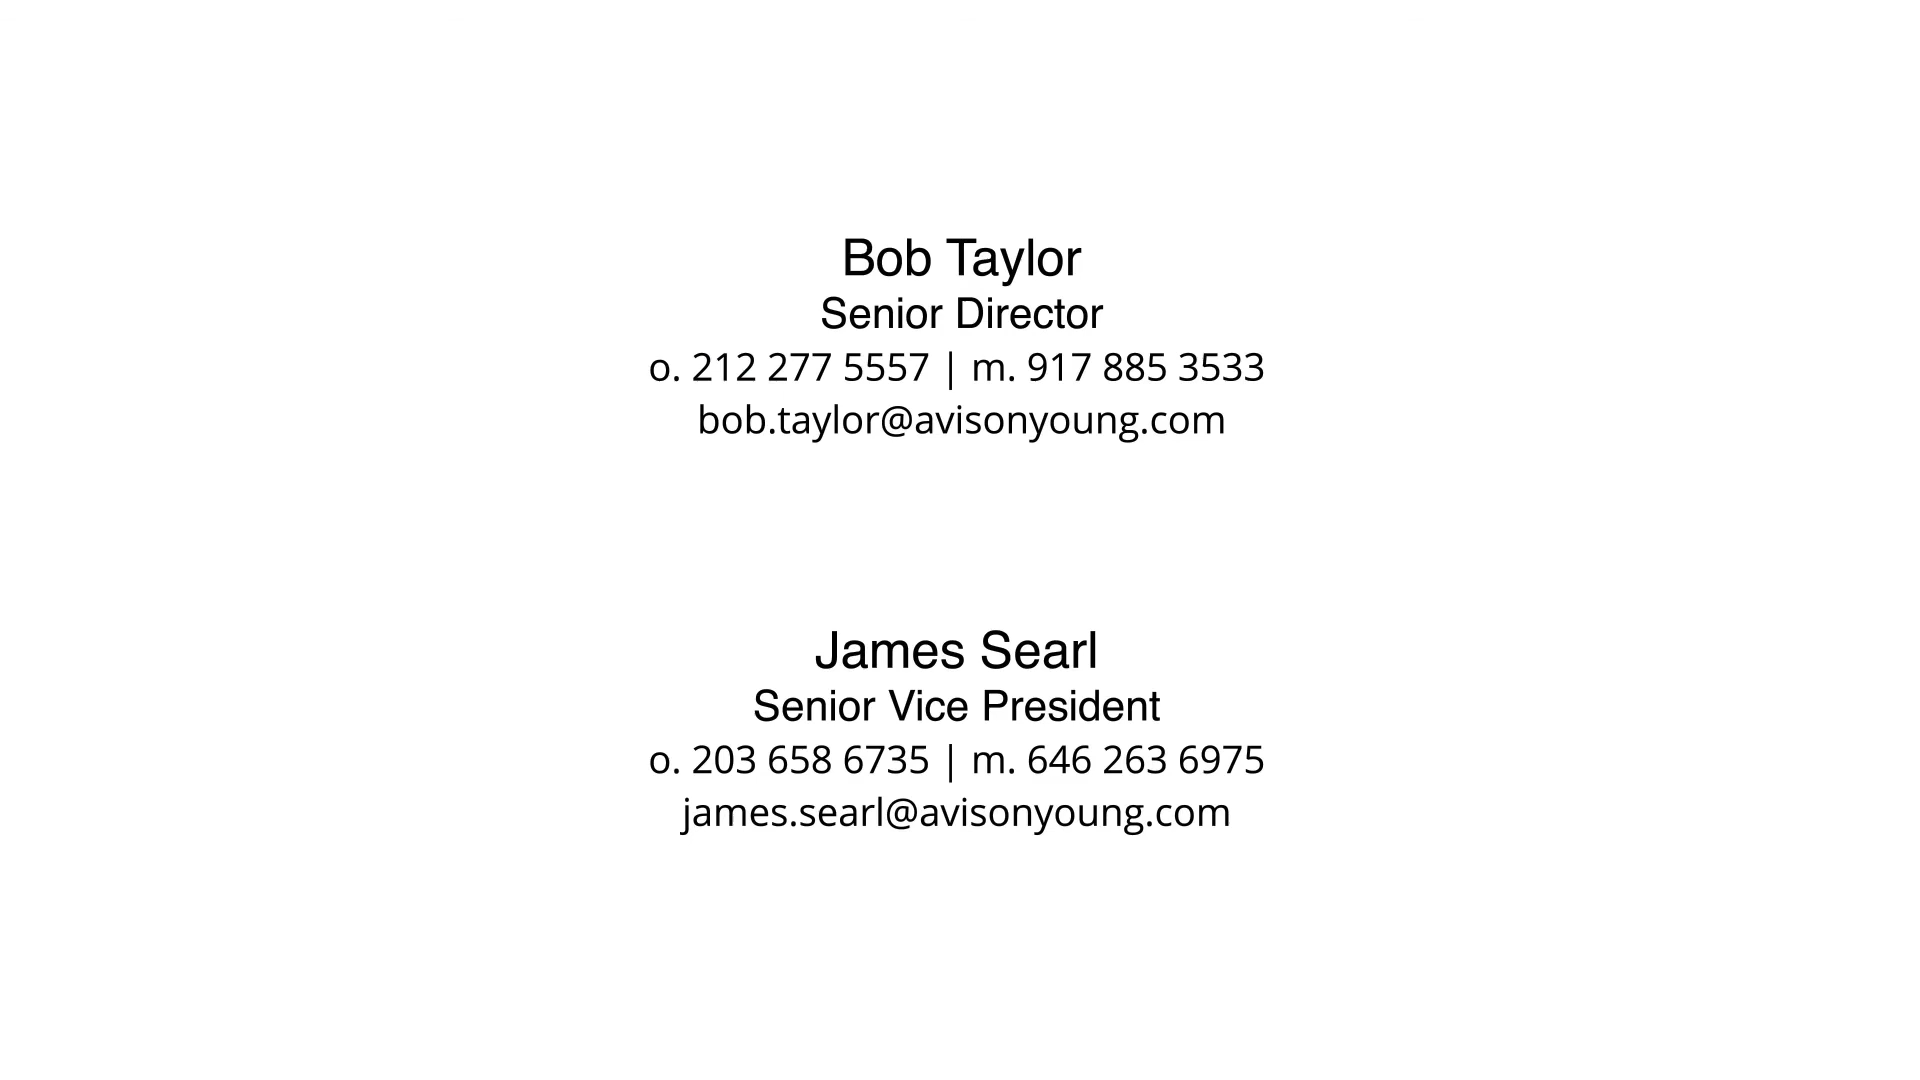 Bob Taylor
Senior Director
o. 212 277 5557 | m. 917 885 3533
bob.taylor@avisonyoung.com
James Searl
Senior Vice President
o. 203 658 6735 | m. 646 263 6975
james.searl@avisonyoung.com